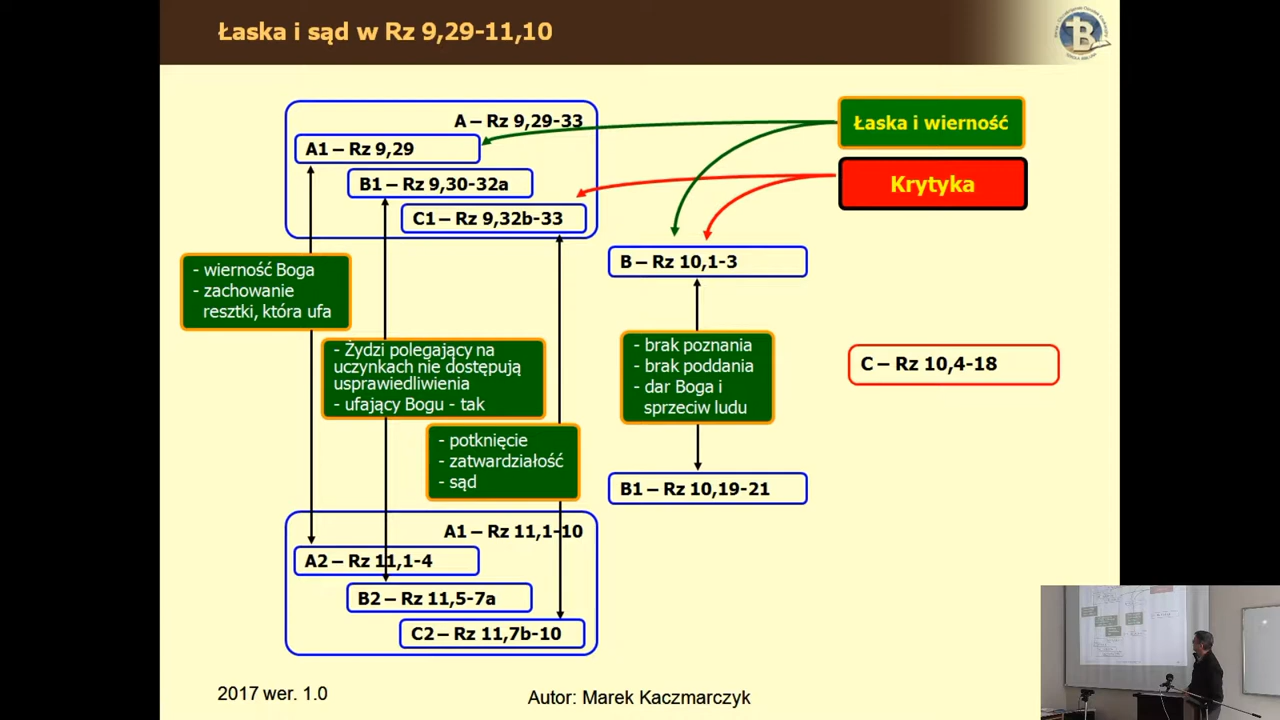 Łaska i sąd w Rz 9,29-11,10
A – Rz 9,29-33
A1 – Rz 9,29
B1 – Rz 9,30-32a
C1 – Rz 9,32b-33
Łaska i wierność
Krytyka
B – Rz 10,1-3
- wierność Boga
- zachowanie
resztki, która ufa
- Żydzi polegający na
uczynkach nie dostępują
usprawiedliwienia
- ufający Bogu - tak
- potknięcie
- zatwardziałość
- sąd
- brak poznania
- brak poddania
- dar Boga i
sprzeciw ludu
C – Rz 10,4-18
B1 – Rz 10,19-21
A1 – Rz 11,1-10
A2 – Rz 11,1-4
B2 – Rz 11,5-7a
C2 – Rz 11,7b-10
2017 wer. 1.0
Autor: Marek Kaczmarczyk